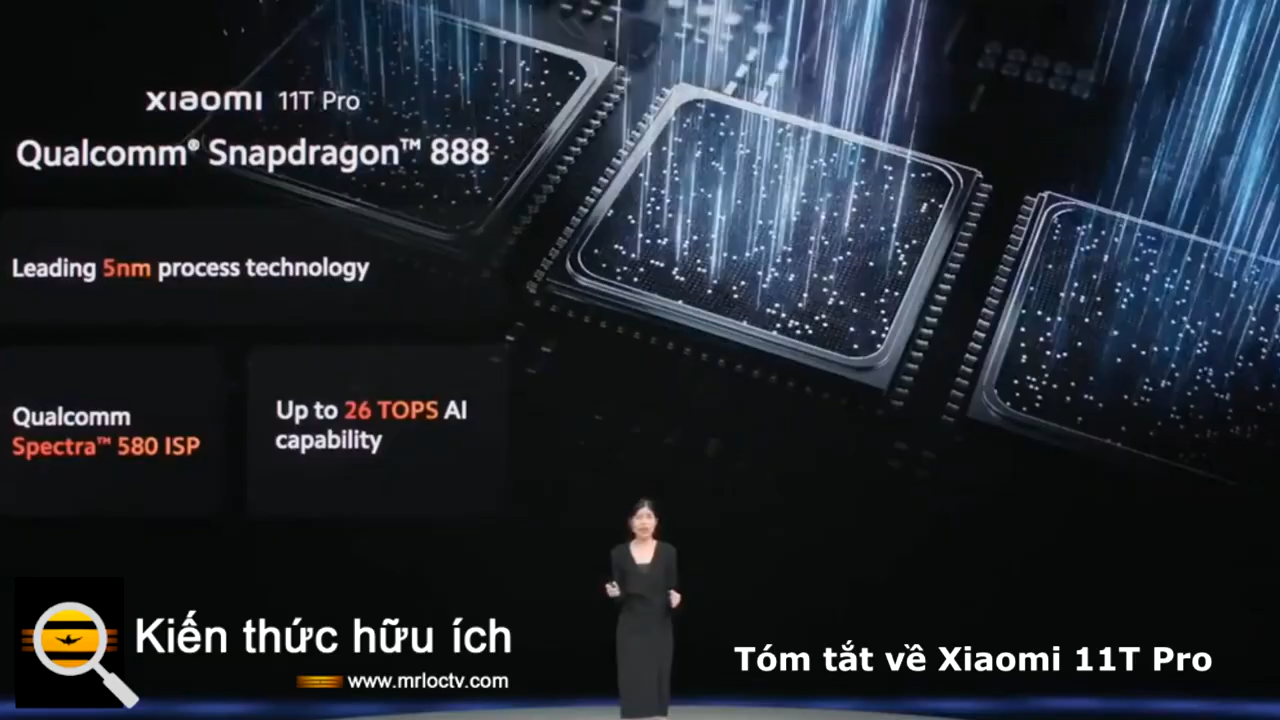 xiaomi 11T Pro
Qualcomm® Snapdragon™ 888
Leading 5nm process technology
Qualcomm
Spectra™ 580 ISP
Up to 26 TOPS AI
capability
Kiến thức hữu ích
www.mrloctv.com
Tóm tắt về Xiaomi 11T Pro